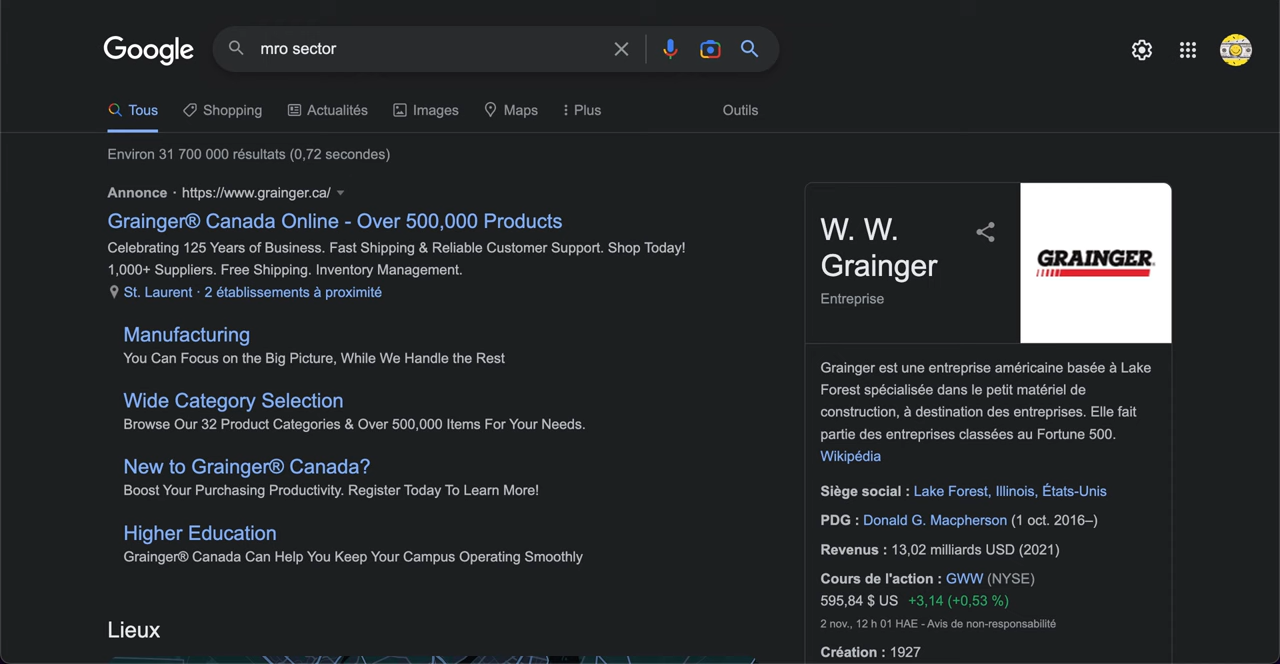 Google
mro sector
Tous
Shopping
Actualités
Images
Maps
Plus
Outils
Environ 31 700 000 résultats (0,72 secondes)
Annonce · https://www.grainger.ca/
Grainger® Canada Online - Over 500,000 Products
Celebrating 125 Years of Business. Fast Shipping & Reliable Customer Support. Shop Today!
1,000+ Suppliers. Free Shipping. Inventory Management.
St. Laurent · 2 établissements à proximité
Manufacturing
You Can Focus on the Big Picture, While We Handle the Rest
Wide Category Selection
Browse Our 32 Product Categories & Over 500,000 Items For Your Needs.
New to Grainger® Canada?
Boost Your Purchasing Productivity. Register Today To Learn More!
Higher Education
Grainger® Canada Can Help You Keep Your Campus Operating Smoothly
Lieux
W. W.
Grainger
Entreprise
GRAINGER®
Grainger est une entreprise américaine basée à Lake
Forest spécialisée dans le petit matériel de
construction, à destination des entreprises. Elle fait
partie des entreprises classées au Fortune 500.
Wikipédia
Siège social : Lake Forest, Illinois, États-Unis
PDG : Donald G. Macpherson (1 oct. 2016–)
Revenus : 13,02 milliards USD (2021)
Cours de l'action : GWW (NYSE)
595,84 $ US +3,14 (+0,53 %)
2 nov., 12 h 01 HAE - Avis de non-responsabilité
Création : 1927